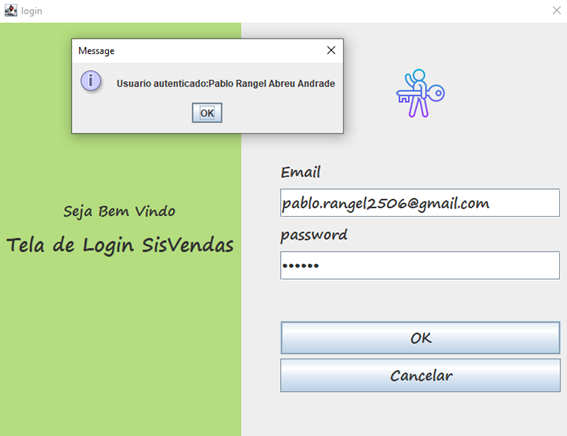 login
Message
Usuario autenticado:Pablo Rangel Abreu Andrade
OK
Seja Bem Vindo
Tela de Login SisVendas
Email
pablo.rangel2506@gmail.com
password
••••••
OK
Cancelar